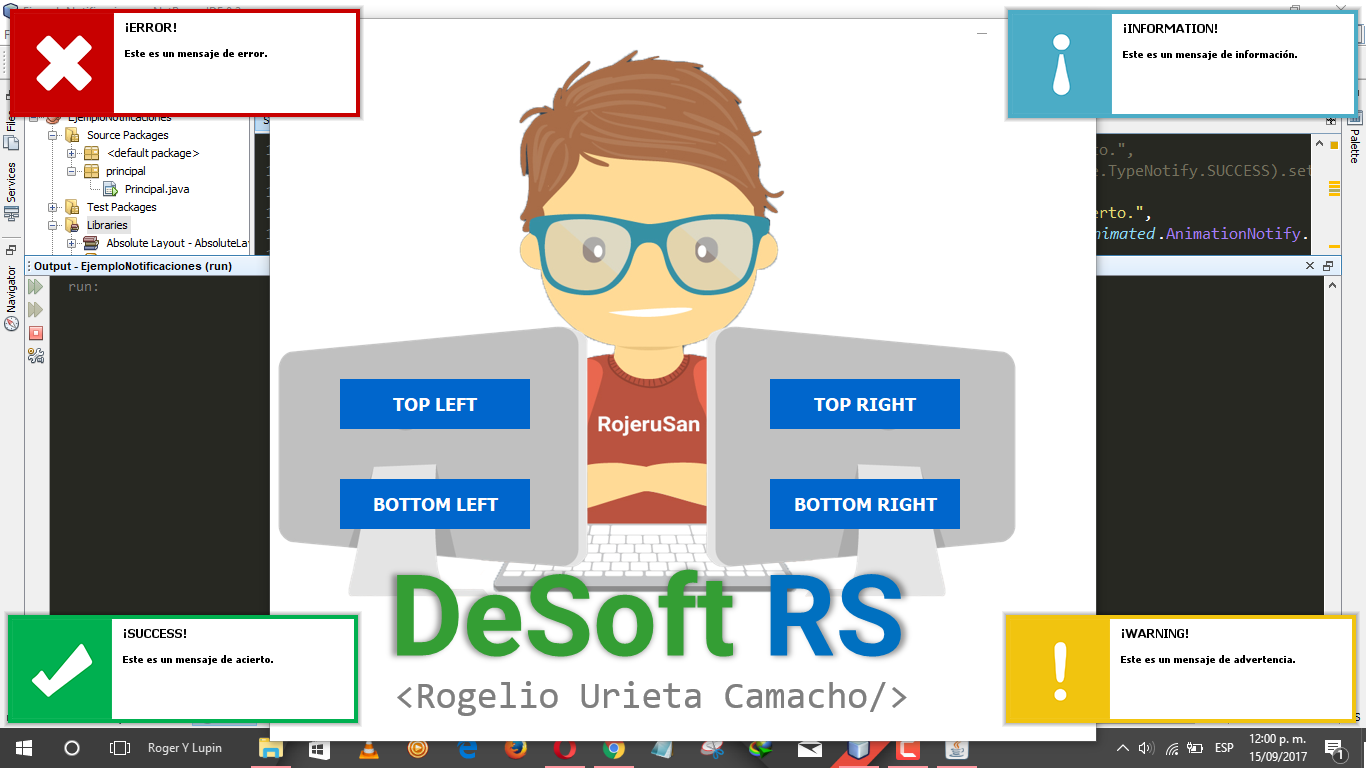 ¡ERROR!
Este es un mensaje de error.
¡INFORMATION!
Este es un mensaje de información.
EjemploNotificaciones
Source Packages
<default package>
principal
Principal.java
Test Packages
Libraries
Absolute Layout - AbsoluteLa
Files
Services
Navigator
Palette
to.",
e.TypeNotify.SUCCESS).set
erto.",
nimated.AnimationNotify.
Output - EjemploNotificaciones (run)
run:
TOP LEFT
TOP RIGHT
RojeruSan
BOTTOM LEFT
BOTTOM RIGHT
DeSoft RS
<Rogelio Urieta Camacho/>
¡SUCCESS!
Este es un mensaje de acierto.
¡WARNING!
Este es un mensaje de advertencia.
Roger Y Lupin
ESP
12:00 p. m.
15/09/2017
1